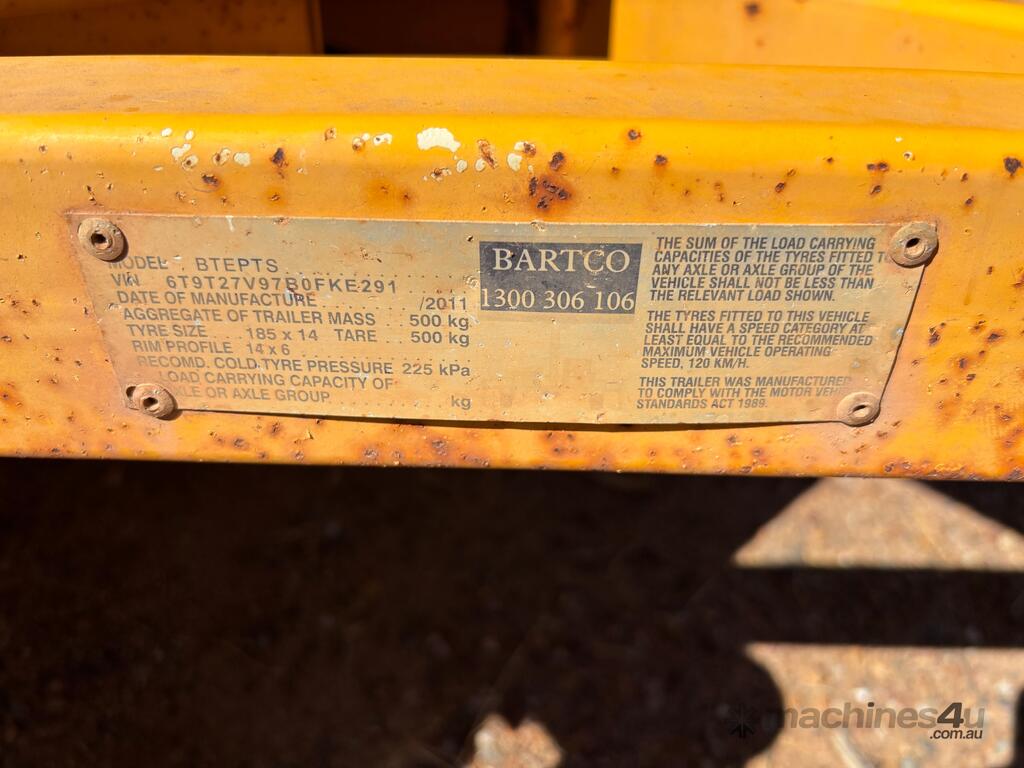 MODEL BTEPTS
VIN 6T9T27V97B0FKE291
DATE OF MANUFACTURE /2011
AGGREGATE OF TRAILER MASS 500 kg
TYRE SIZE 185 x 14 TARE 500 kg
RIM PROFILE 14 x 6
RECOMD. COLD TYRE PRESSURE 225 kPa
LOAD CARRYING CAPACITY OF
AXLE OR AXLE GROUP kg
BARTCO
1300 306 106
THE SUM OF THE LOAD CARRYING
CAPACITIES OF THE TYRES FITTED TO
ANY AXLE OR AXLE GROUP OF THE
VEHICLE SHALL NOT BE LESS THAN
THE RELEVANT LOAD SHOWN.
THE TYRES FITTED TO THIS VEHICLE
SHALL HAVE A SPEED CATEGORY AT
LEAST EQUAL TO THE RECOMMENDED
MAXIMUM VEHICLE OPERATING
SPEED, 120 KM/H.
THIS TRAILER WAS MANUFACTURED
TO COMPLY WITH THE MOTOR VEH
STANDARDS ACT 1989.
machines4u
.com.au